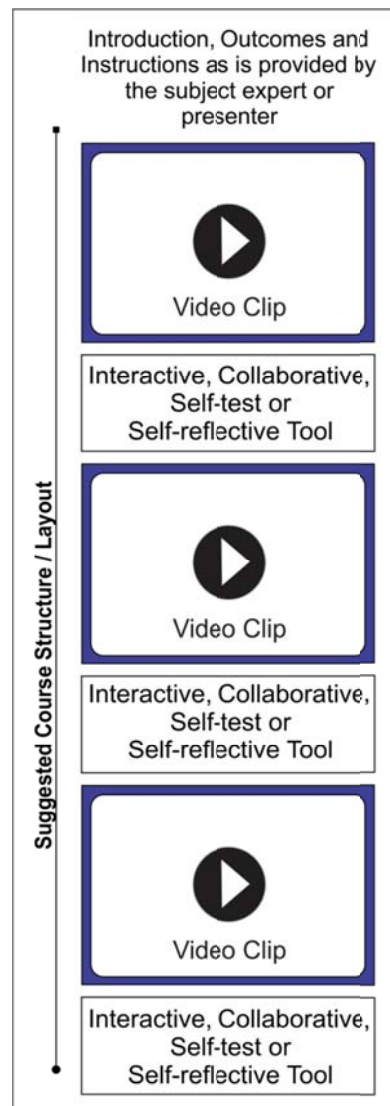 Introduction, Outcomes and
Instructions as is provided by
the subject expert or
presenter
Suggested Course Structure / Layout
Video Clip
Interactive, Collaborative,
Self-test or
Self-reflective Tool
Video Clip
Interactive, Collaborative,
Self-test or
Self-reflective Tool
Video Clip
Interactive, Collaborative,
Self-test or
Self-reflective Tool